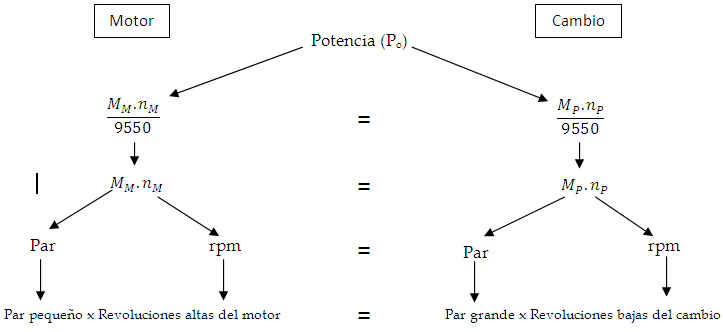 Motor
Cambio
Potencia (Pₒ)
M_M.n_M
9550
=
M_P.n_P
9550
M_M.n_M
=
M_P.n_P
Par
rpm
=
Par
rpm
Par pequeño x Revoluciones altas del motor
=
Par grande x Revoluciones bajas del cambio